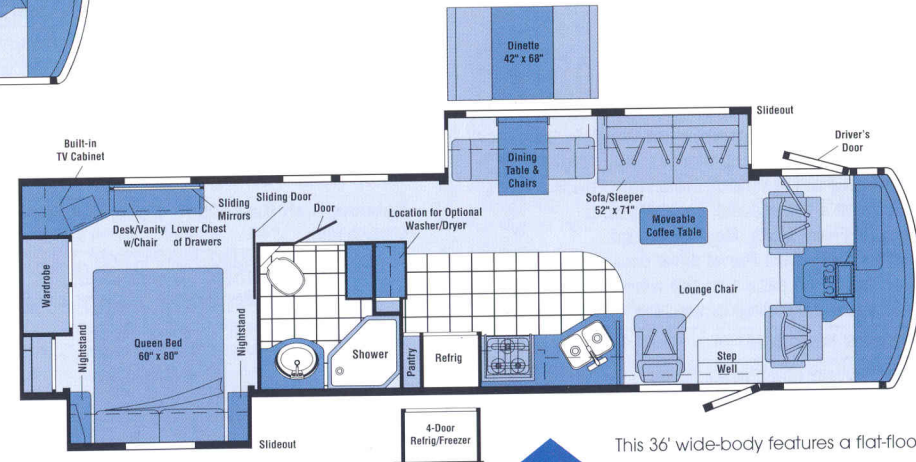 Dinette
42" x 68"
Slideout
Driver's
Door
Built-in
TV Cabinet
Dining
Table &
Chairs
Sliding
Mirrors
Sliding Door
Door
Location for Optional
Washer/Dryer
Sofa/Sleeper
52" x 71"
Moveable
Coffee Table
Desk/Vanity
w/Chair
Lower Chest
of Drawers
Wardrobe
Lounge Chair
Nightstand
Queen Bed
60" x 80"
Nightstand
Shower
Pantry
Refrig
Step
Well
4-Door
Refrig/Freezer
Slideout
This 36' wide-body features a flat-floo